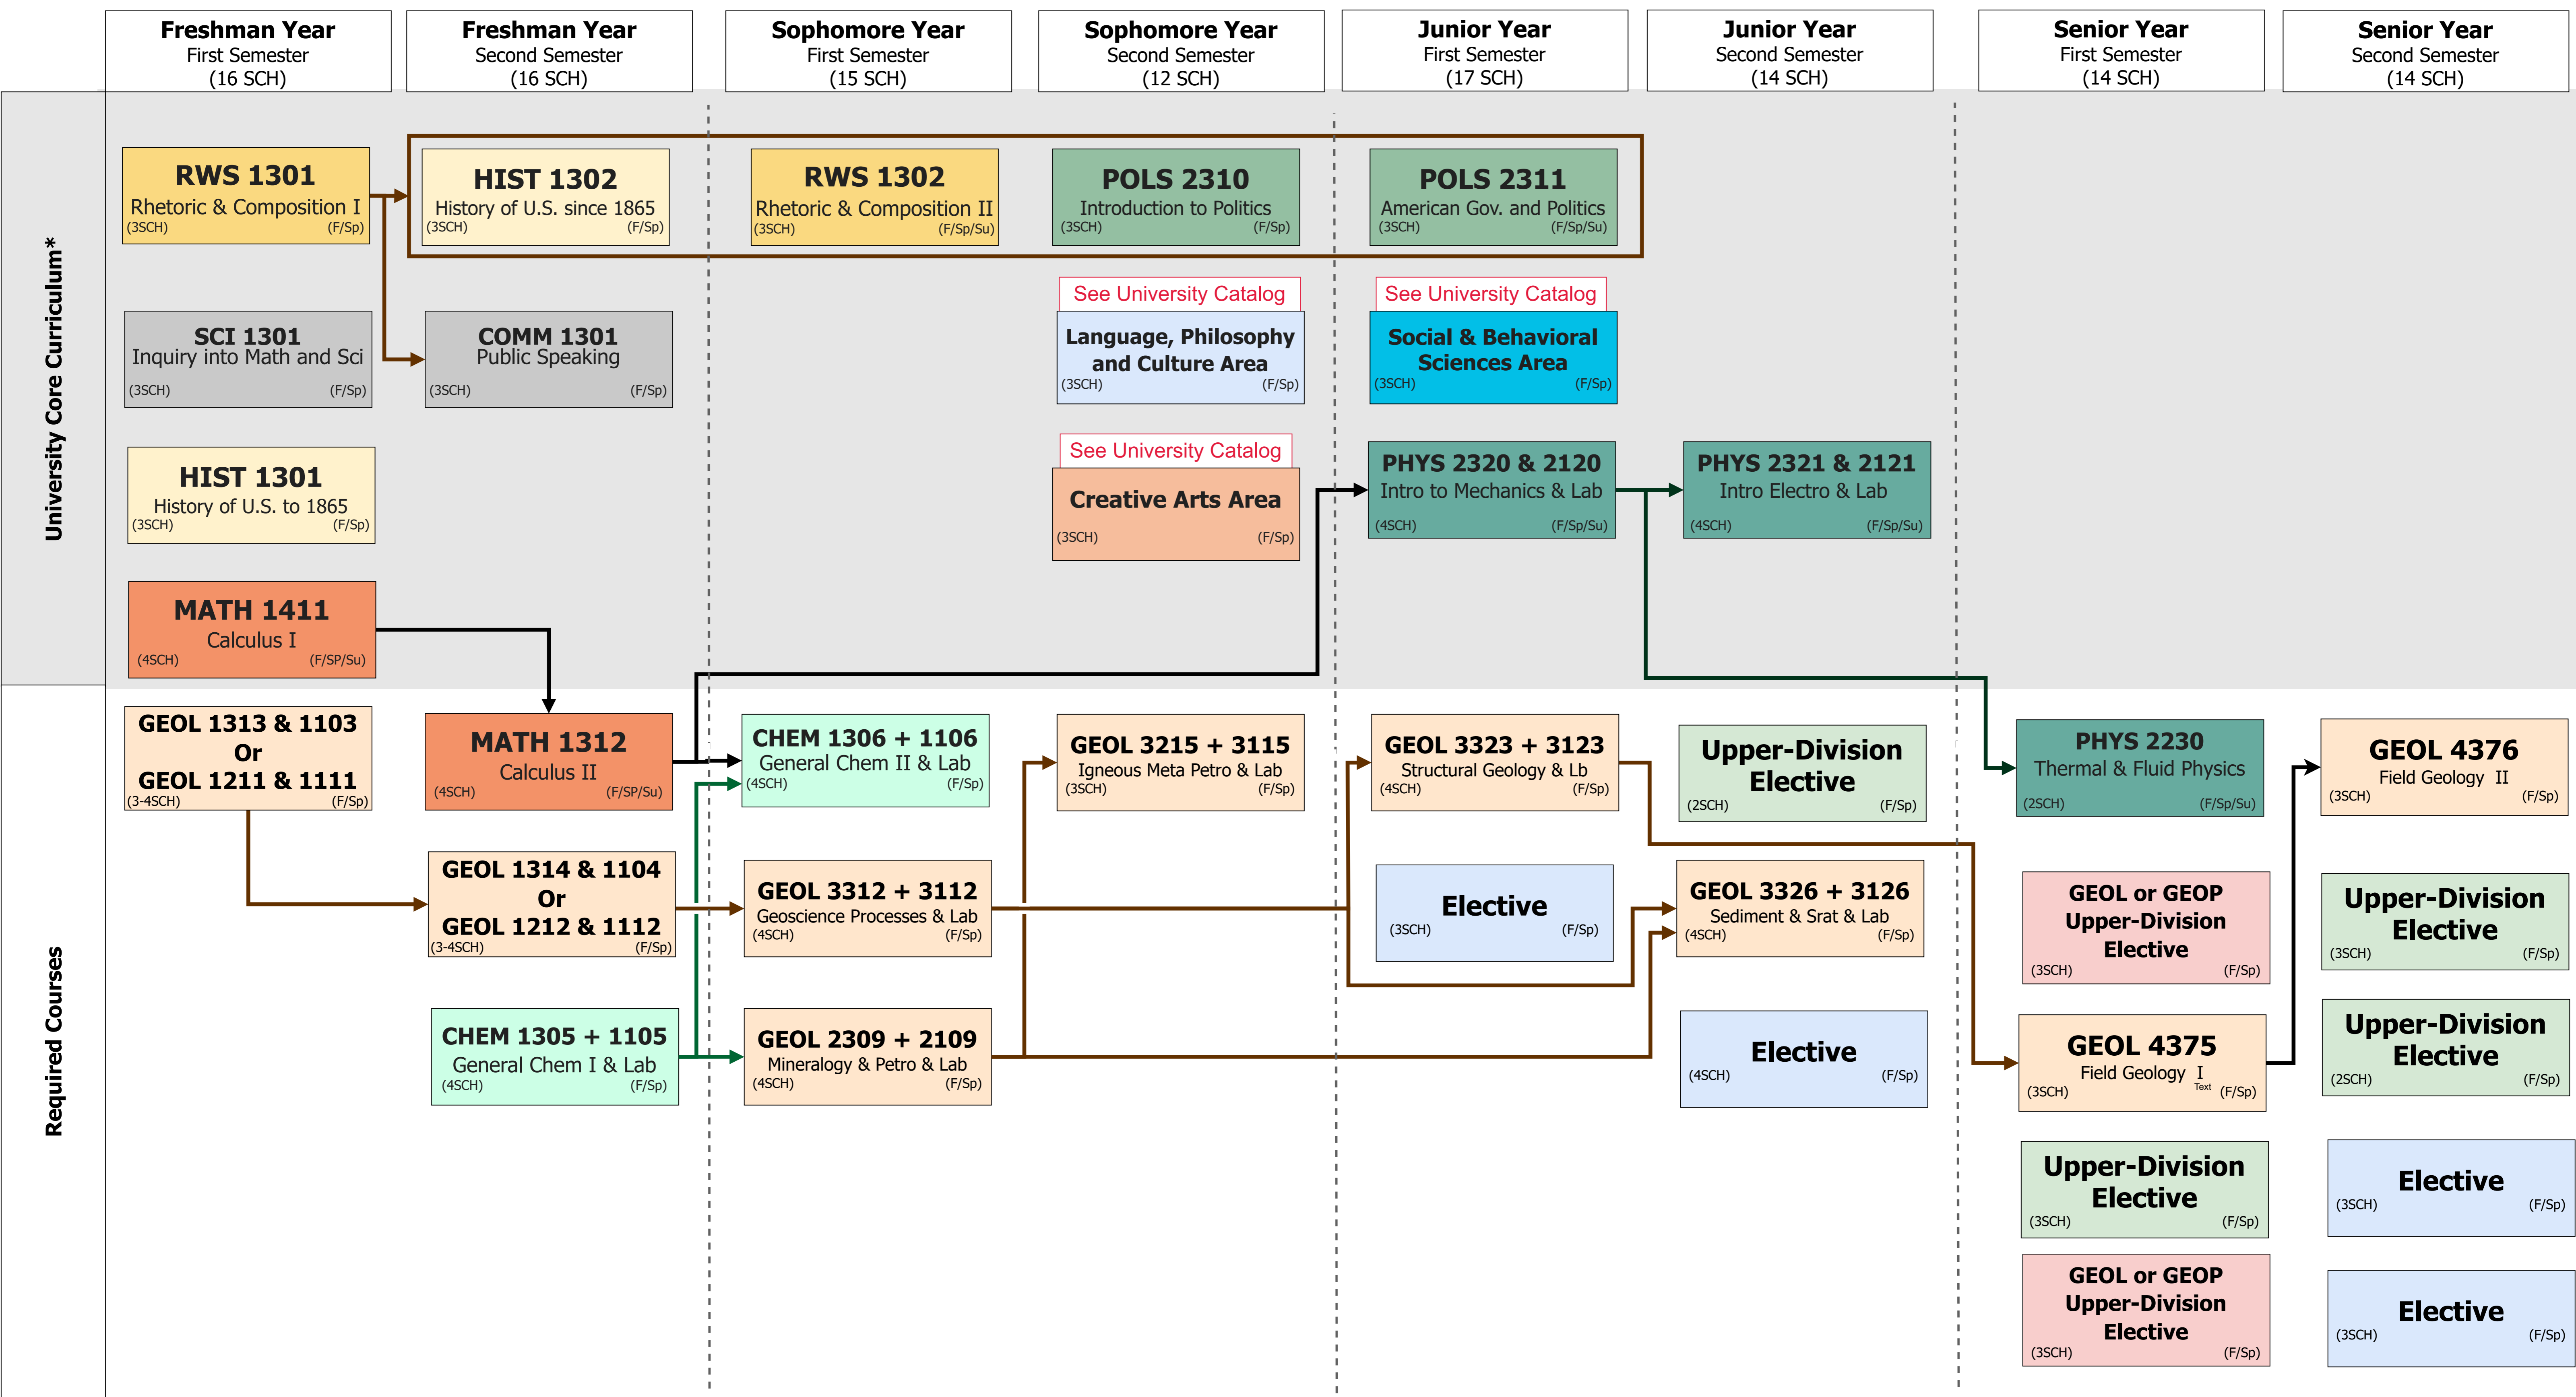 Freshman Year
First Semester
(16 SCH)
Freshman Year
Second Semester
(16 SCH)
Sophomore Year
First Semester
(15 SCH)
Sophomore Year
Second Semester
(12 SCH)
Junior Year
First Semester
(17 SCH)
Junior Year
Second Semester
(14 SCH)
Senior Year
First Semester
(14 SCH)
Senior Year
Second Semester
(14 SCH)
University Core Curriculum*
RWS 1301
Rhetoric & Composition I
(3SCH) (F/Sp)
HIST 1302
History of U.S. since 1865
(3SCH) (F/Sp)
RWS 1302
Rhetoric & Composition II
(3SCH) (F/Sp/Su)
POLS 2310
Introduction to Politics
(3SCH) (F/Sp)
POLS 2311
American Gov. and Politics
(3SCH) (F/Sp/Su)
SCI 1301
Inquiry into Math and Sci
(3SCH) (F/Sp)
COMM 1301
Public Speaking
(3SCH) (F/Sp)
See University Catalog
Language, Philosophy
and Culture Area
(3SCH) (F/Sp)
See University Catalog
Social & Behavioral
Sciences Area
(3SCH) (F/Sp)
HIST 1301
History of U.S. to 1865
(3SCH) (F/Sp)
See University Catalog
Creative Arts Area
(3SCH) (F/Sp)
PHYS 2320 & 2120
Intro to Mechanics & Lab
(4SCH) (F/Sp/Su)
PHYS 2321 & 2121
Intro Electro & Lab
(4SCH) (F/Sp/Su)
MATH 1411
Calculus I
(4SCH) (F/SP/Su)
Required Courses
GEOL 1313 & 1103
Or
GEOL 1211 & 1111
(3-4SCH) (F/Sp)
MATH 1312
Calculus II
(4SCH) (F/SP/Su)
CHEM 1306 + 1106
General Chem II & Lab
(4SCH) (F/Sp)
GEOL 3215 + 3115
Igneous Meta Petro & Lab
(3SCH) (F/Sp)
GEOL 3323 + 3123
Structural Geology & Lb
(4SCH) (F/Sp)
Upper-Division
Elective
(2SCH) (F/Sp)
PHYS 2230
Thermal & Fluid Physics
(2SCH) (F/Sp/Su)
GEOL 4376
Field Geology II
(3SCH) (F/Sp)
GEOL 1314 & 1104
Or
GEOL 1212 & 1112
(3-4SCH) (F/Sp)
GEOL 3312 + 3112
Geoscience Processes & Lab
(4SCH) (F/Sp)
Elective
(3SCH) (F/Sp)
GEOL 3326 + 3126
Sediment & Srat & Lab
(4SCH) (F/Sp)
GEOL or GEOP
Upper-Division
Elective
(3SCH) (F/Sp)
Upper-Division
Elective
(3SCH) (F/Sp)
CHEM 1305 + 1105
General Chem I & Lab
(4SCH) (F/Sp)
GEOL 2309 + 2109
Mineralogy & Petro & Lab
(4SCH) (F/Sp)
Elective
(4SCH) (F/Sp)
GEOL 4375
Field Geology I
Text
(3SCH) (F/Sp)
Upper-Division
Elective
(2SCH) (F/Sp)
Upper-Division
Elective
(3SCH) (F/Sp)
Elective
(3SCH) (F/Sp)
GEOL or GEOP
Upper-Division
Elective
(3SCH) (F/Sp)
Elective
(3SCH) (F/Sp)